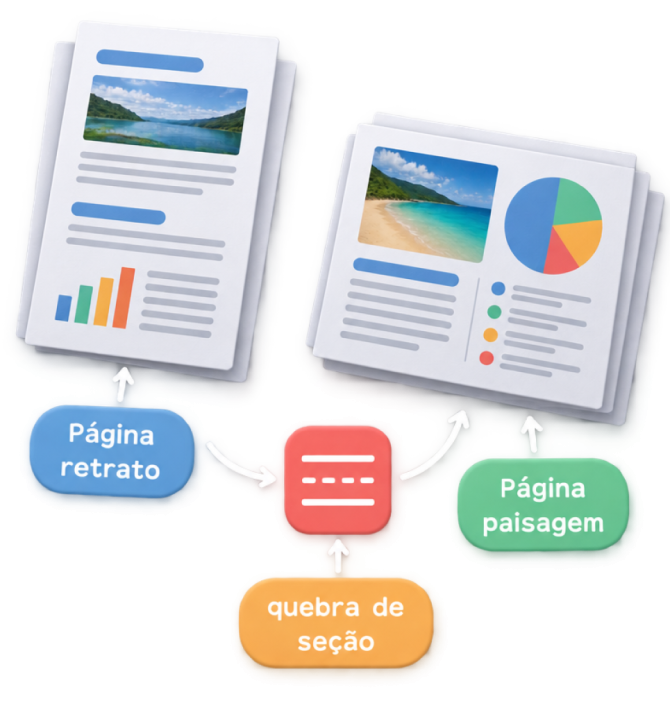 Página
retrato
Página
paisagem
quebra de
seção